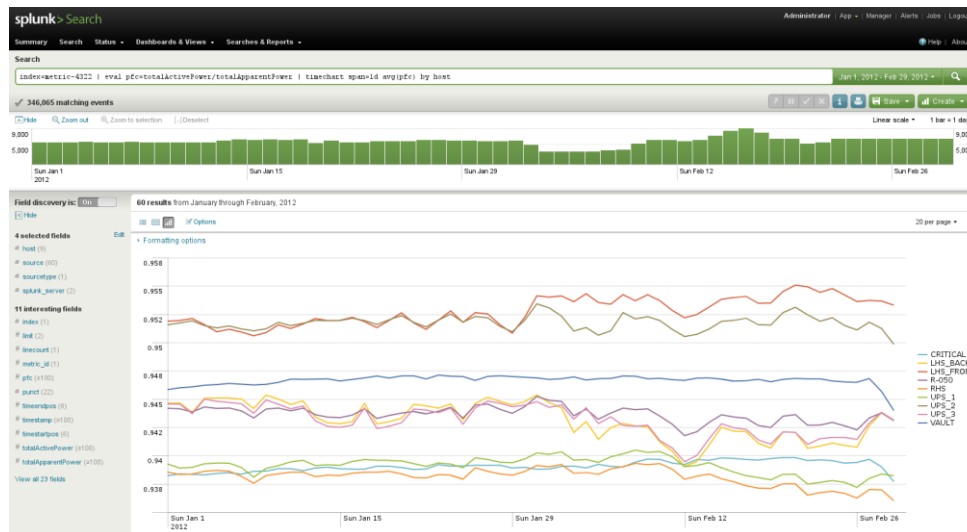 splunk> Search
Administrator | App | Manager | Alerts | Jobs | Logou
Summary Search Status Dashboards & Views Searches & Reports
Help | Abou
Search
index=metric-4322 | eval pfc=totalActivePower/totalApparentPower | timechart span=1d avg(pfc) by host
Jan 1, 2012 - Feb 29, 2012
346,065 matching events
Save Create
Hide Zoom out Zoom to selection [-] Deselect
Linear scale 1 bar = 1 da
9,000 9,00
5,000 5,00
Sun Jan 1 Sun Jan 15 Sun Jan 29 Sun Feb 12 Sun Feb 26
2012
Field discovery is: On
60 results from January through February, 2012
Hide
Options
20 per page
4 selected fields Edit
Formatting options
host (9)
source (60)
sourcetype (1)
splunk_server (2)
11 interesting fields
index (1)
limit (2)
linecount (1)
metric_id (1)
pfc (≥100)
punct (22)
timeendpos (6)
timestamp (≥100)
timestartpos (6)
totalActivePower (≥100)
totalApparentPower (≥100)
View all 23 fields
0.958
0.955
0.952
0.95
0.948
0.945
0.942
0.94
0.938
CRITICAL
LHS_BACK
LHS_FRON
R-050
RHS
UPS_1
UPS_2
UPS_3
VAULT
Sun Jan 1 Sun Jan 15 Sun Jan 29 Sun Feb 12 Sun Feb 26
2012